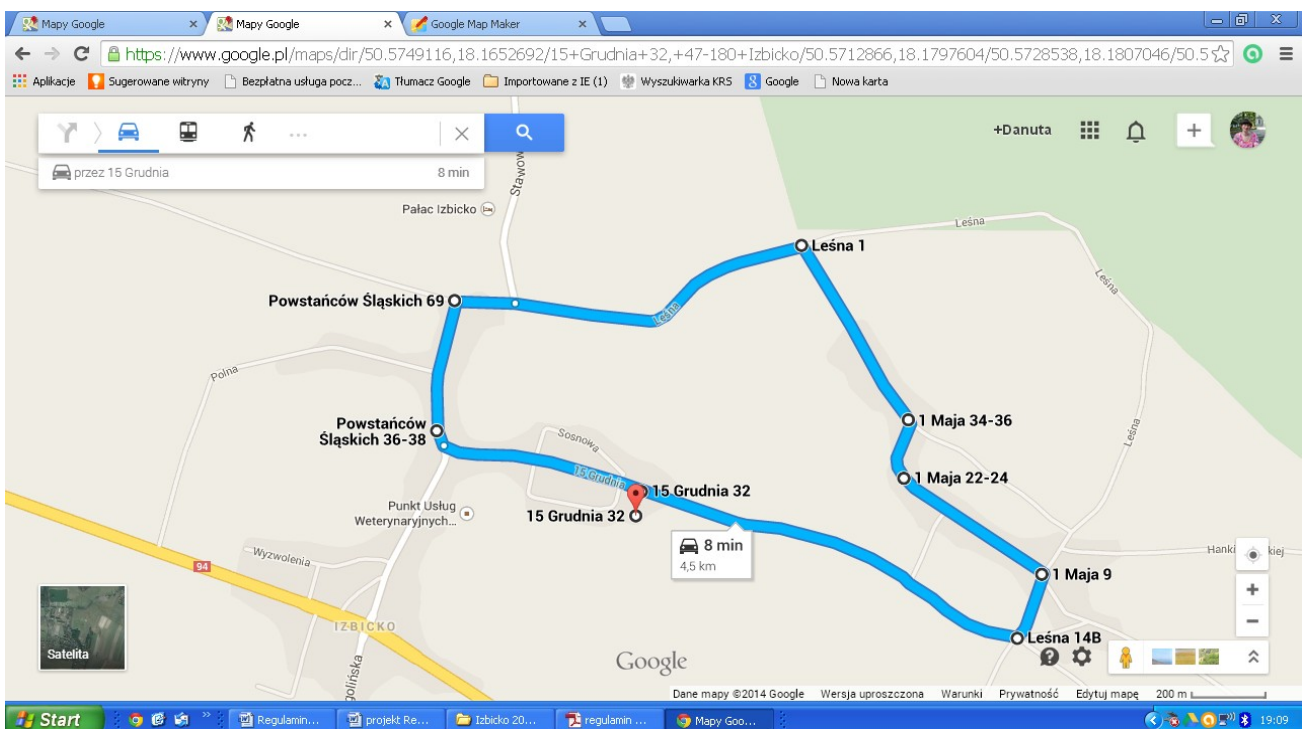 Mapy Google
Mapy Google
Google Map Maker
https://www.google.pl/maps/dir/50.5749116,18.1652692/15+Grudnia+32,+47-180+Izbicko/50.5712866,18.1797604/50.5728538,18.1807046/50.5
Aplikacje Sugerowane witryny Bezpłatna usługa pocz... Tłumacz Google Importowane z IE (1) Wyszukiwarka KRS Google Nowa karta
+Danuta
przez 15 Grudnia 8 min
Stawow
Pałac Izbicko
Leśna
Leśna 1
Leśna
Powstańców Śląskich 69
Leśna
Polna
Powstańców
Śląskich 36-38
Sosnowa
1 Maja 34-36
Leśna
15 Grudnia
1 Maja 22-24
15 Grudnia 32
Punkt Usług
Weterynaryjnych...
15 Grudnia 32
8 min
4,5 km
Wyzwolenia
94
Hanki
kiej
1 Maja 9
IZBICKO
Leśna 14B
Satelita
Google
golińska
Dane mapy ©2014 Google Wersja uproszczona Warunki Prywatność Edytuj mapę 200 m
Start
Regulamin...
projekt Re...
Izbicko 20...
regulamin ...
Mapy Goo...
19:09